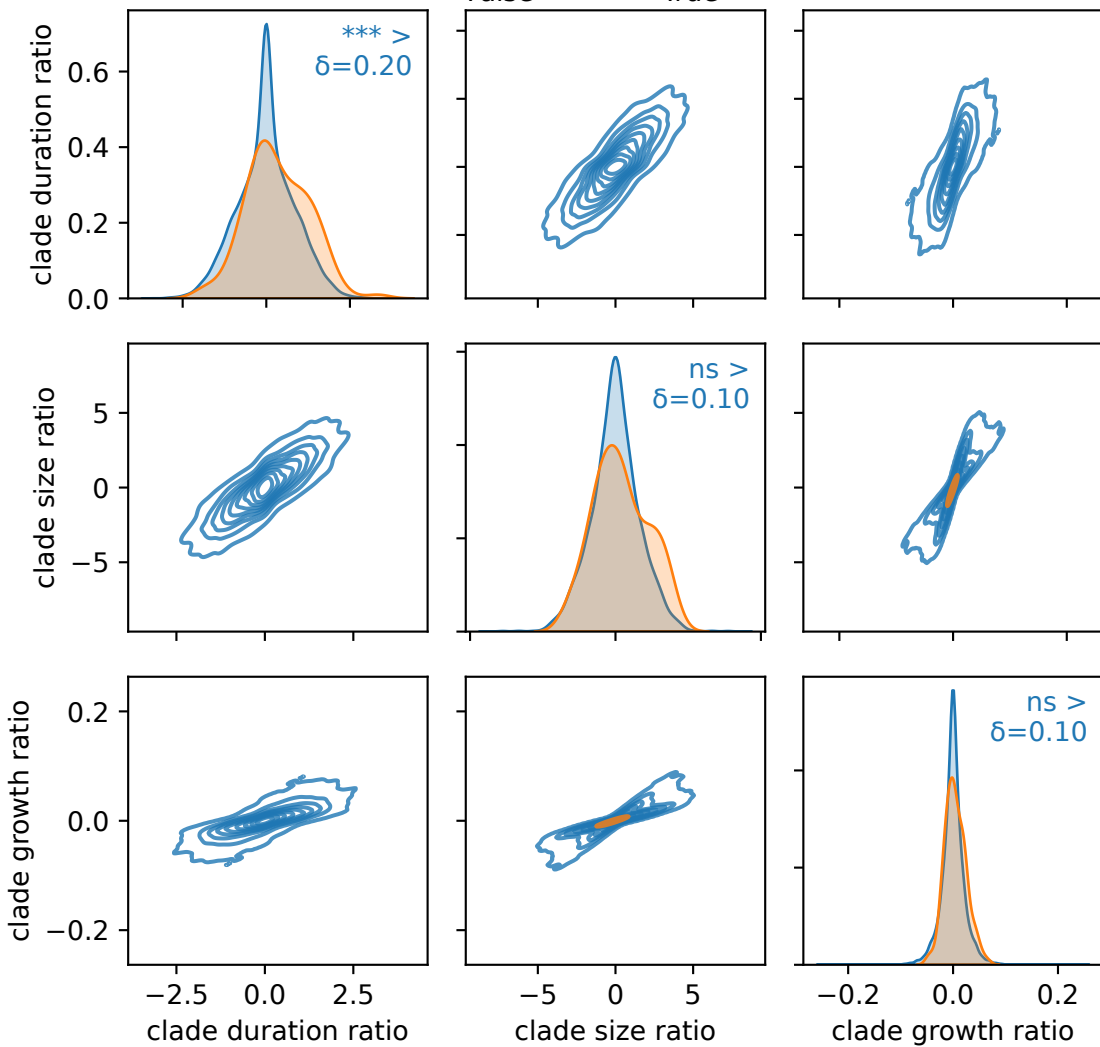 clade duration ratio
0.6
0.4
0.2
0.0
*** >
δ=0.20
clade size ratio
5
0
−5
ns >
δ=0.10
clade growth ratio
0.2
0.0
−0.2
ns >
δ=0.10
−2.5 0.0 2.5
−5 0 5
−0.2 0.0 0.2
clade duration ratio
clade size ratio
clade growth ratio